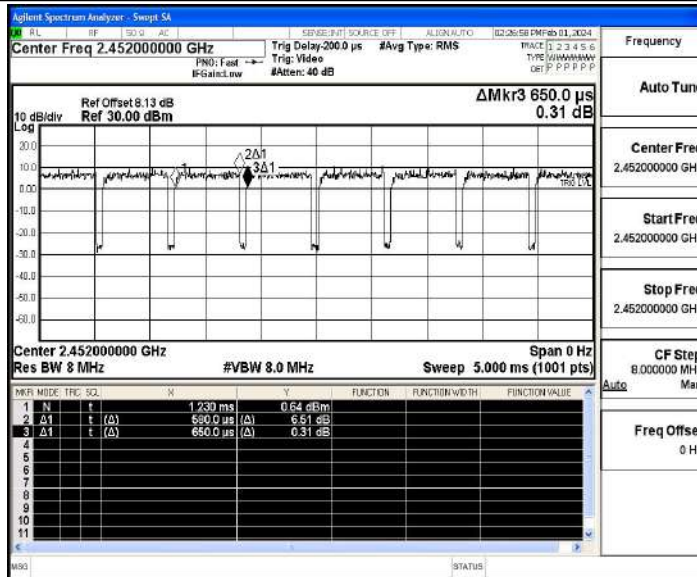 Agilent Spectrum Analyzer - Swept SA
RL RF 50 Ω AC SENSE:INT SOURCE OFF ALIGN AUTO 02:26:58 PM Feb 01, 2024
Center Freq 2.452000000 GHz
PNO: Fast
IFGain:Low
Trig Delay-200.0 µs
Trig: Video
#Atten: 40 dB
#Avg Type: RMS
TRACE 1 2 3 4 5 6
TYPE
DET P P P P P P
Frequency
Auto Tune
ΔMkr3 650.0 µs
0.31 dB
Ref Offset 8.13 dB
10 dB/div Ref 30.00 dBm
Log
20.0
10.0
0.00
-30.0
-40.0
-50.0
-60.0
1
2Δ1
3Δ1
TRIG LVL
Center Freq
2.452000000 GH
Start Freq
2.452000000 GH
Stop Freq
2.452000000 GH
CF Step
8.000000 MH
Auto Man
Freq Offse
0 H
Center 2.452000000 GHz Span 0 Hz
Res BW 8 MHz #VBW 8.0 MHz Sweep 5.000 ms (1001 pts)
MKR MODE TRC SCL X Y FUNCTION FUNCTION WIDTH FUNCTION VALUE
1 N t 1.230 ms 0.64 dBm
2 Δ1 t (Δ) 580.0 µs (Δ) 6.51 dB
3 Δ1 t (Δ) 650.0 µs (Δ) 0.31 dB
4
5
6
7
8
9
10
11
MSG STATUS